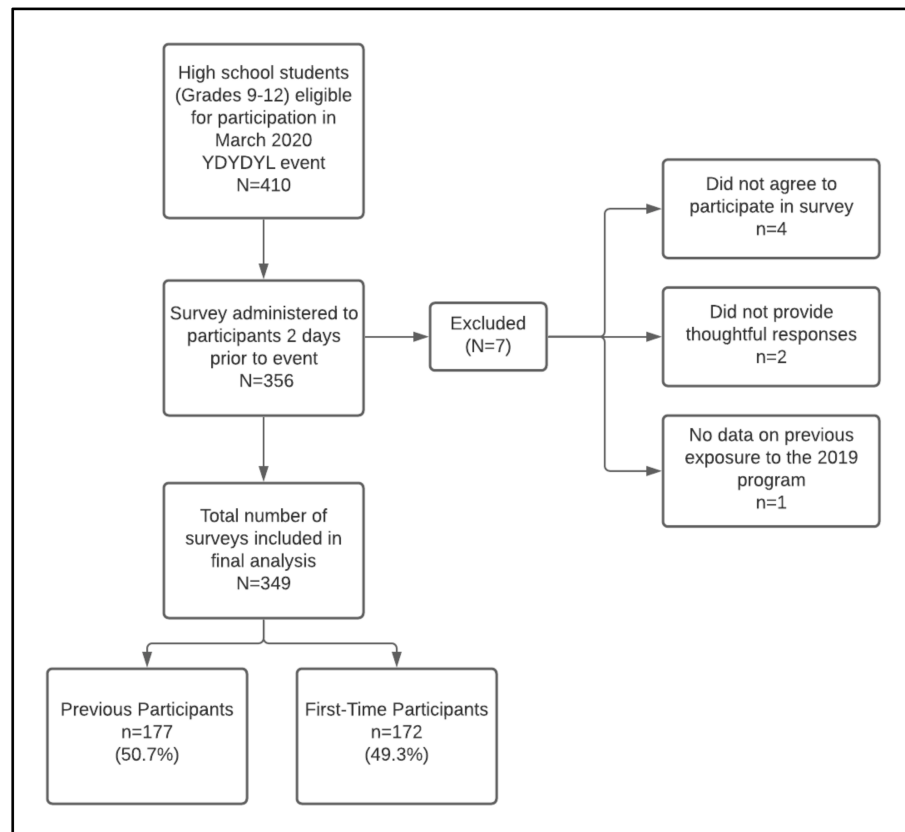 High school students
(Grades 9-12) eligible
for participation in
March 2020
YDYDYL event
N=410
Survey administered to
participants 2 days
prior to event
N=356
Excluded
(N=7)
Did not agree to
participate in survey
n=4
Did not provide
thoughtful responses
n=2
No data on previous
exposure to the 2019
program
n=1
Total number of
surveys included in
final analysis
N=349
Previous Participants
n=177
(50.7%)
First-Time Participants
n=172
(49.3%)